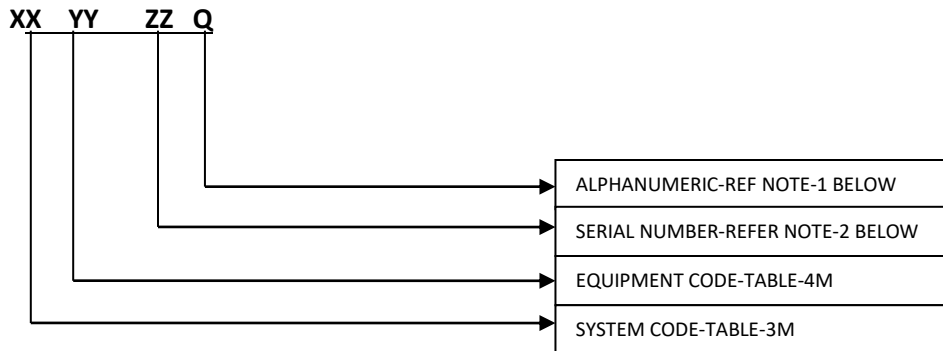 XX YY ZZ Q
ALPHANUMERIC-REF NOTE-1 BELOW
SERIAL NUMBER-REFER NOTE-2 BELOW
EQUIPMENT CODE-TABLE-4M
SYSTEM CODE-TABLE-3M